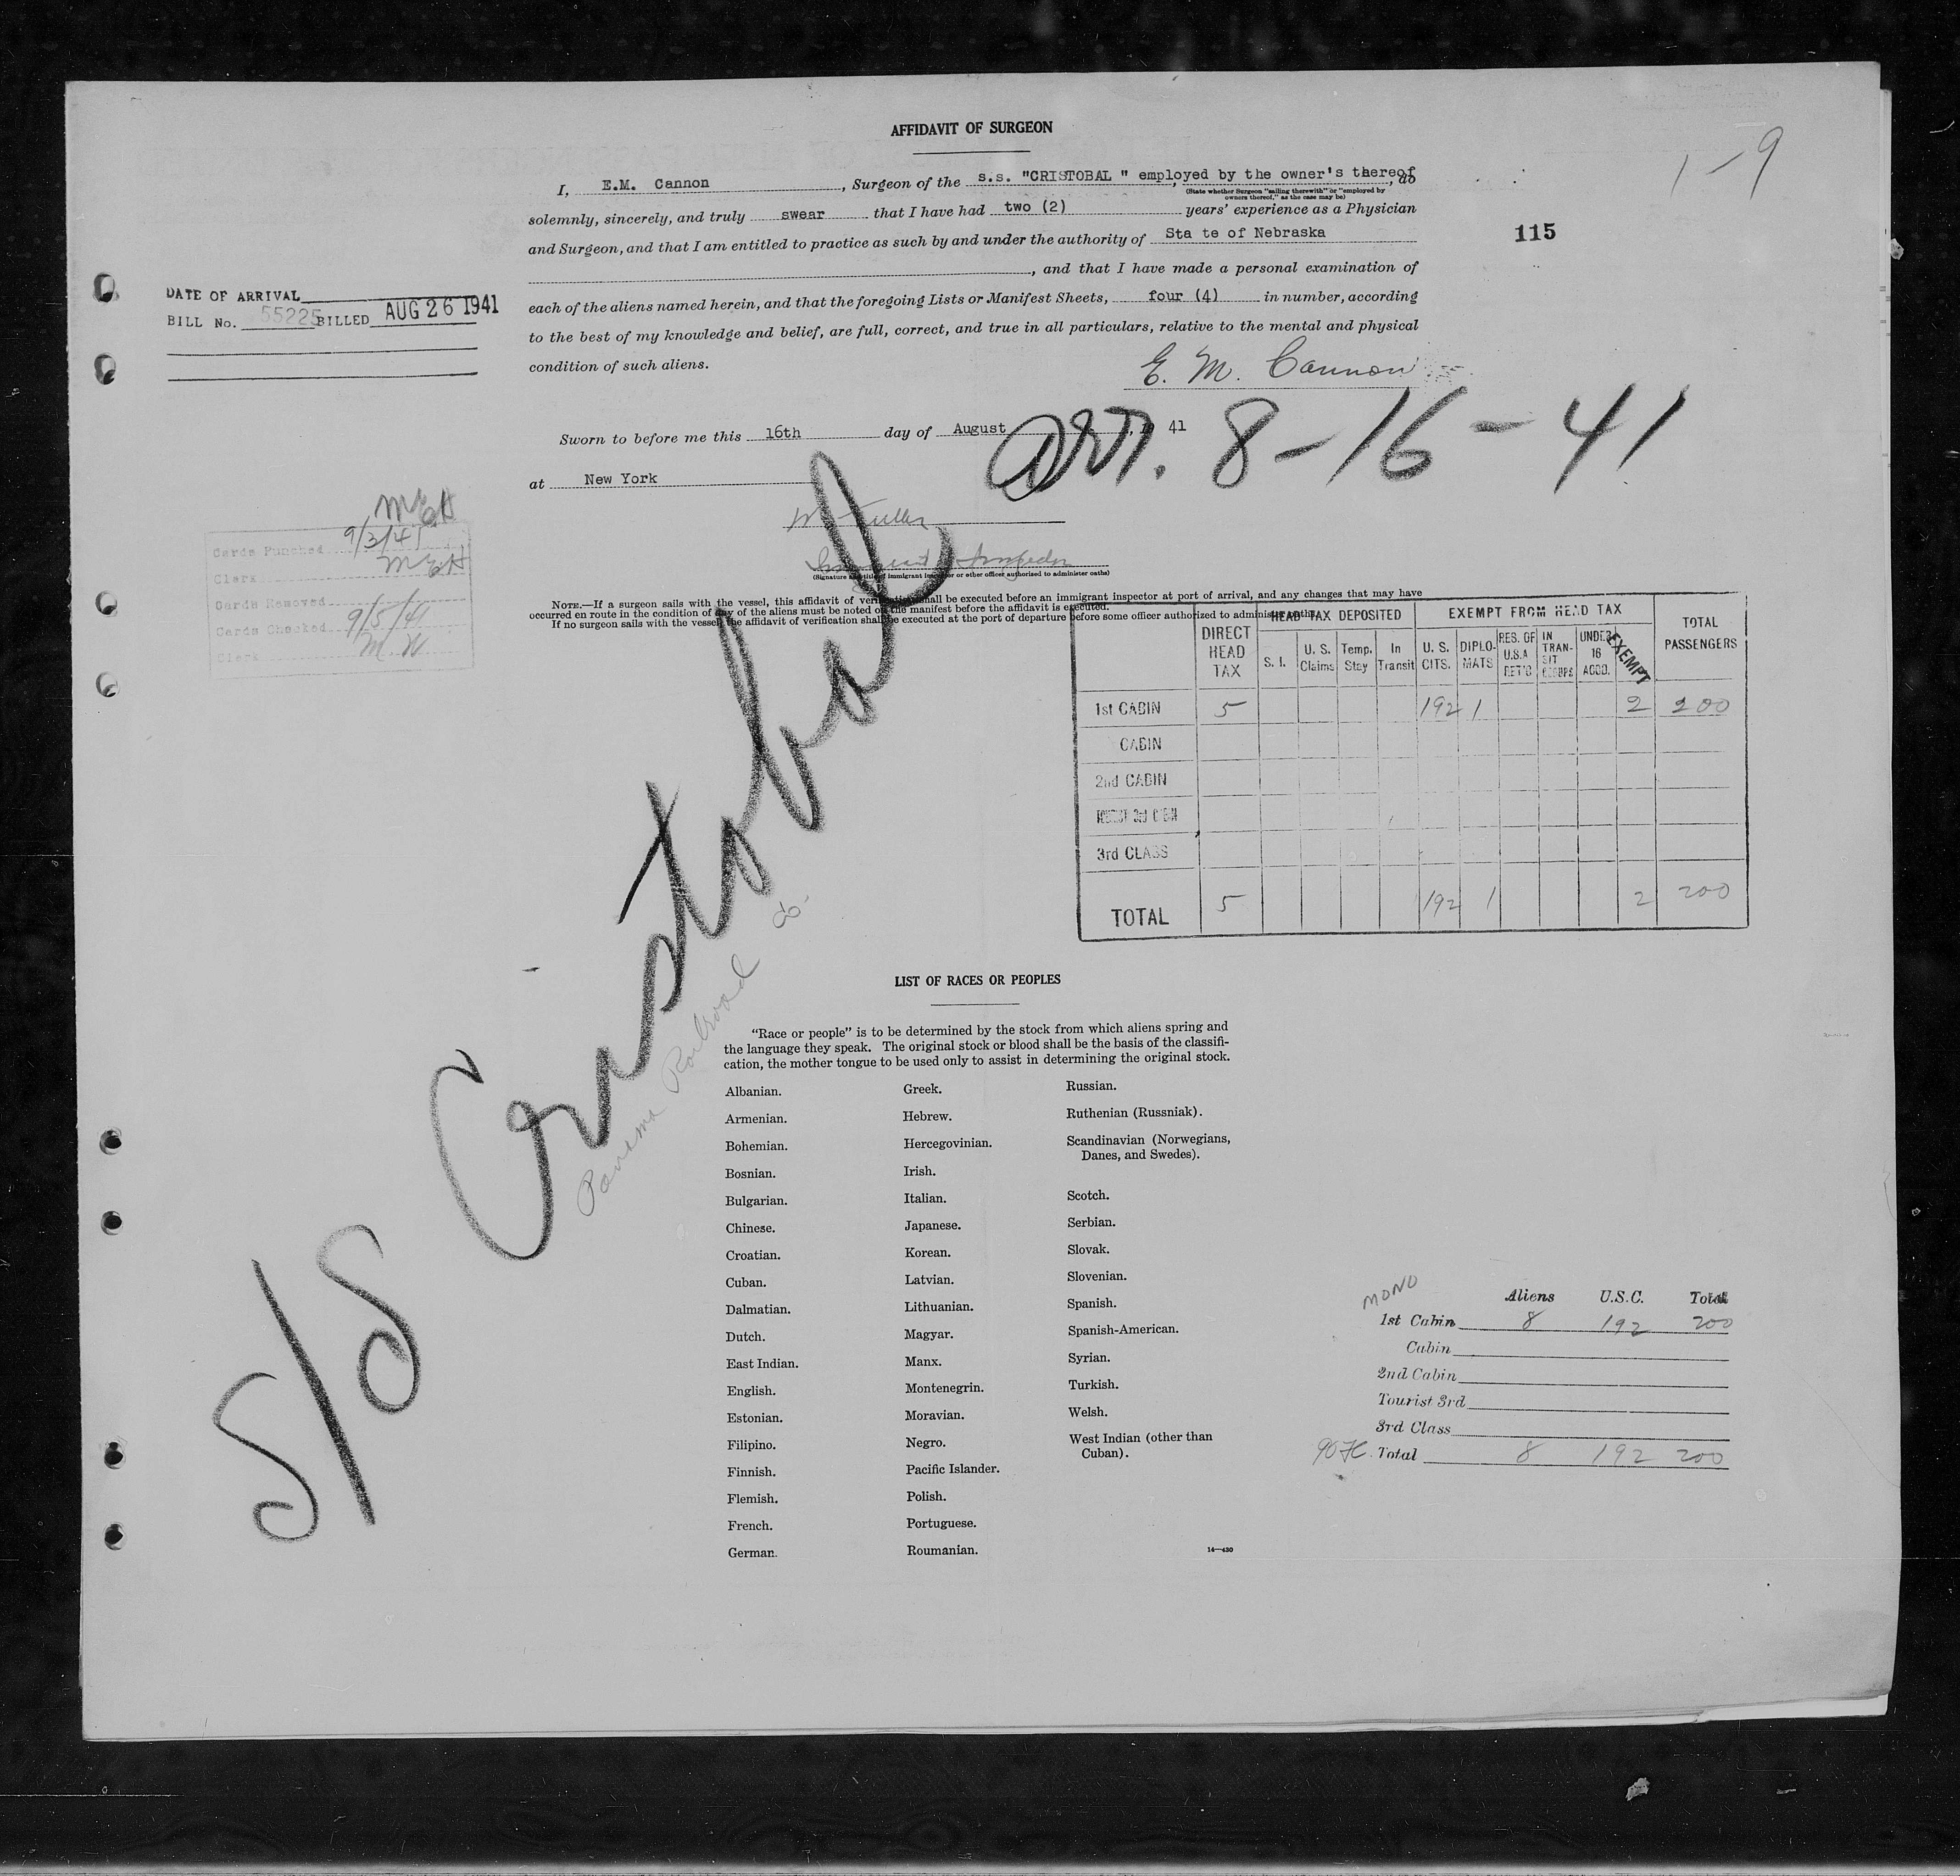 AFFIDAVIT OF SURGEON
1-9
I, E.M. Cannon, Surgeon of the s.s. "CRISTOBAL " employed by the owner's thereof, do
(State whether Surgeon "sailing therewith" or "employed by
owners thereof," as the case may be)
solemnly, sincerely, and truly swear that I have had two (2) years' experience as a Physician
and Surgeon, and that I am entitled to practice as such by and under the authority of Sta te of Nebraska
115
, and that I have made a personal examination of
each of the aliens named herein, and that the foregoing Lists or Manifest Sheets, four (4) in number, according
to the best of my knowledge and belief, are full, correct, and true in all particulars, relative to the mental and physical
condition of such aliens.
E. M. Cannon
DATE OF ARRIVAL
BILL No. 55225 BILLED AUG 26 1941
Sworn to before me this 16th day of August, 19 41
arr. 8-16-41
at New York
Immigrant Inspector
(Signature and title of immigrant inspector or other officer authorized to administer oaths)
MEH
Cards Punched 9/3/41
Clerk MEH
Cards Removed
Cards Checked 9/5/41
Clerk M K
NOTE.—If a surgeon sails with the vessel, this affidavit of verification shall be executed before an immigrant inspector at port of arrival, and any changes that may have
occurred en route in the condition of any of the aliens must be noted on the manifest before the affidavit is executed.
If no surgeon sails with the vessel, the affidavit of verification shall be executed at the port of departure before some officer authorized to administer oaths.
DIRECT HEAD TAX
HEAD TAX DEPOSITED
EXEMPT FROM HEAD TAX
TOTAL PASSENGERS
S. I. U. S. Claims Temp. Stay In Transit U. S. CITS. DIPLO-MATS RES. OF U.S.A RET'G IN TRAN-SIT GROUPS UNDER 16 ACCD. EXEMPT
1st CABIN 5 192 1 2 200
CABIN
2nd CABIN
TOURIST 3rd CABIN
3rd CLASS
TOTAL 5 192 1 2 200
S/S Cristobal
Panama Railroad
LIST OF RACES OR PEOPLES
"Race or people" is to be determined by the stock from which aliens spring and
the language they speak. The original stock or blood shall be the basis of the classifi-
cation, the mother tongue to be used only to assist in determining the original stock.
Albanian.
Armenian.
Bohemian.
Bosnian.
Bulgarian.
Chinese.
Croatian.
Cuban.
Dalmatian.
Dutch.
East Indian.
English.
Estonian.
Filipino.
Finnish.
Flemish.
French.
German.
Greek.
Hebrew.
Hercegovinian.
Irish.
Italian.
Japanese.
Korean.
Latvian.
Lithuanian.
Magyar.
Manx.
Montenegrin.
Moravian.
Negro.
Pacific Islander.
Polish.
Portuguese.
Roumanian.
Russian.
Ruthenian (Russniak).
Scandinavian (Norwegians,
Danes, and Swedes).
Scotch.
Serbian.
Slovak.
Slovenian.
Spanish.
Spanish-American.
Syrian.
Turkish.
Welsh.
West Indian (other than
Cuban).
14—430
MONO
Aliens U.S.C. Total
1st Cabin 8 192 200
Cabin
2nd Cabin
Tourist 3rd
3rd Class
Total 8 192 200